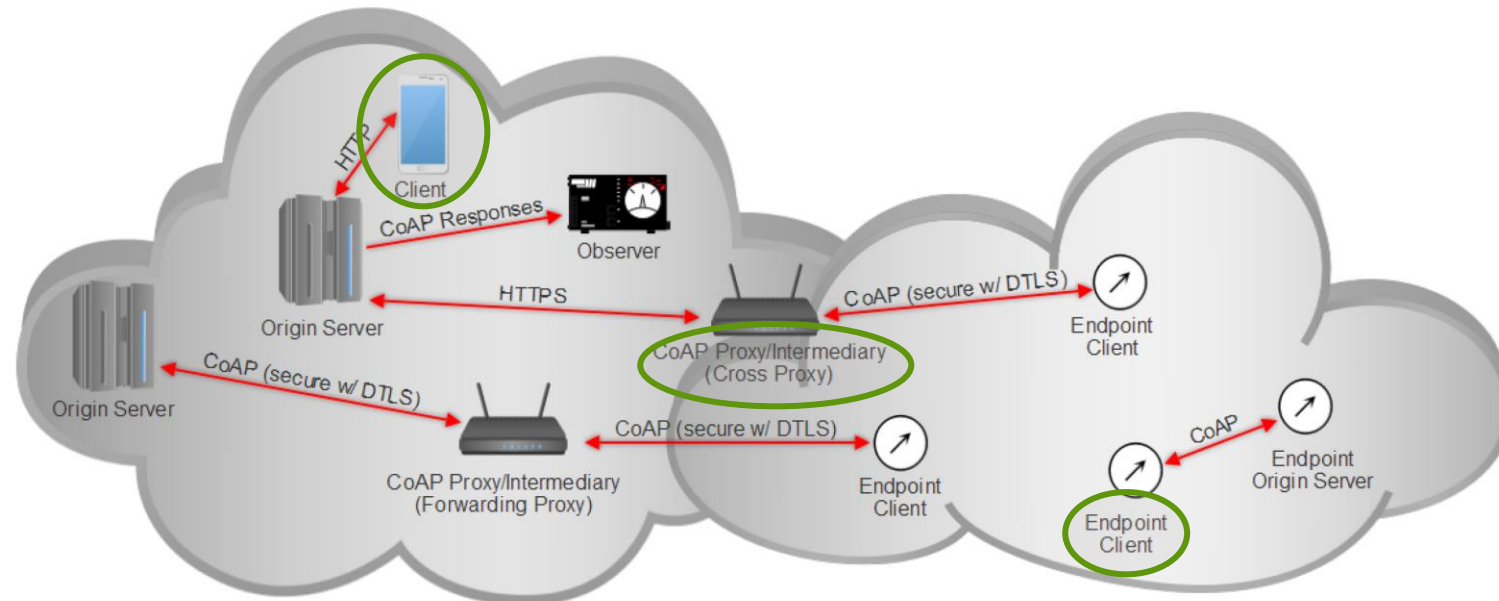 HTTP
Client
CoAP Responses
Observer
Origin Server
HTTPS
CoAP (secure w/ DTLS)
Endpoint
Client
CoAP Proxy/Intermediary
(Cross Proxy)
Origin Server
CoAP (secure w/ DTLS)
CoAP Proxy/Intermediary
(Forwarding Proxy)
CoAP (secure w/ DTLS)
Endpoint
Client
CoAP
Endpoint
Origin Server
Endpoint
Client